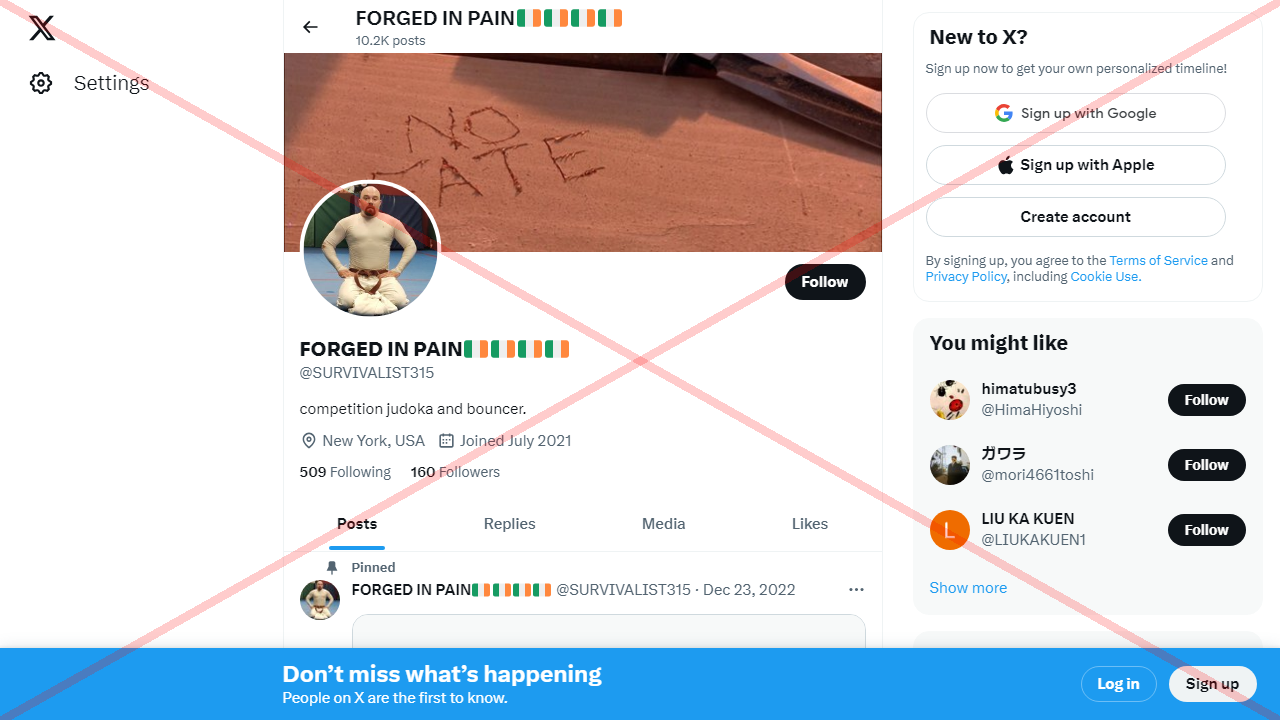 Settings
FORGED IN PAIN🇮🇪🇮🇪🇮🇪🇮🇪
10.2K posts
NO
FATE
Follow
FORGED IN PAIN🇮🇪🇮🇪🇮🇪🇮🇪
@SURVIVALIST315
competition judoka and bouncer.
New York, USA Joined July 2021
509 Following 160 Followers
Posts Replies Media Likes
Pinned
FORGED IN PAIN🇮🇪🇮🇪🇮🇪🇮🇪 @SURVIVALIST315 · Dec 23, 2022
New to X?
Sign up now to get your own personalized timeline!
Sign up with Google
Sign up with Apple
Create account
By signing up, you agree to the Terms of Service and
Privacy Policy, including Cookie Use.
You might like
himatubusy3
@HimaHiyoshi
Follow
ガワラ
@mori4661toshi
Follow
L
LIU KA KUEN
@LIUKAKUEN1
Follow
Show more
Don’t miss what’s happening
People on X are the first to know.
Log in Sign up